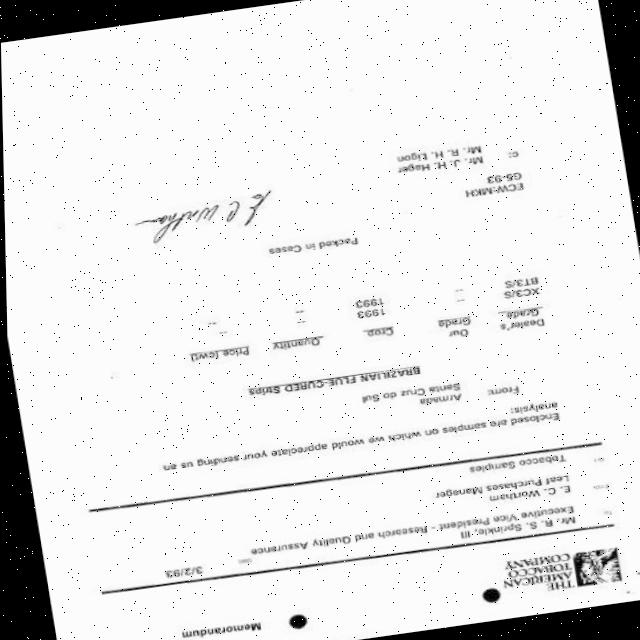 Memorandum
THE
AMERICAN
TOBACCO
COMPANY
3/2/93
Mr. R. S. Sprinkle, III
Executive Vice President - Research and Quality Assurance
E. C. Wortham
Leaf Purchases Manager
Tobacco Samples
Enclosed are samples on which we would appreciate your sending us an
analysis:
From: Armada
Santa Cruz do Sul
BRAZILIAN FLUE-CURED Strips
Dealer's Grade Our Grade Crop Quantity Price (cwt)
XC3/S -- 1993 -- --
BT3/S -- 1993 -- --
Packed in Cases
E C Wortham
ECW-MKH
G5-93
c: Mr. J. H. Hager
Mr. R. H. Elgon